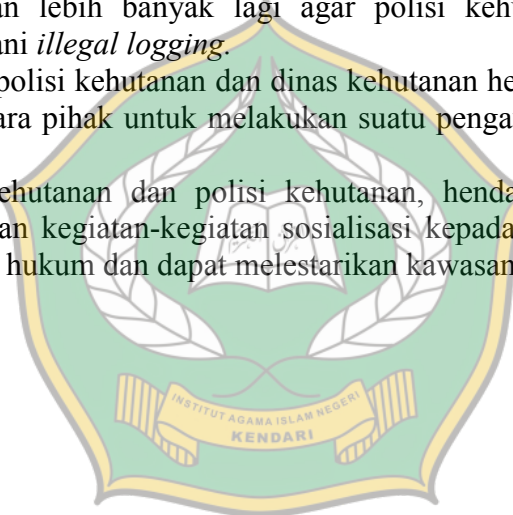 an lebih banyak lagi agar polisi kehu
ani illegal logging.
polisi kehutanan dan dinas kehutanan he
ara pihak untuk melakukan suatu penga
ehutanan dan polisi kehutanan, henda
an kegiatan-kegiatan sosialisasi kepada
hukum dan dapat melestarikan kawasan
INSTITUT AGAMA ISLAM NEGERI
KENDARI